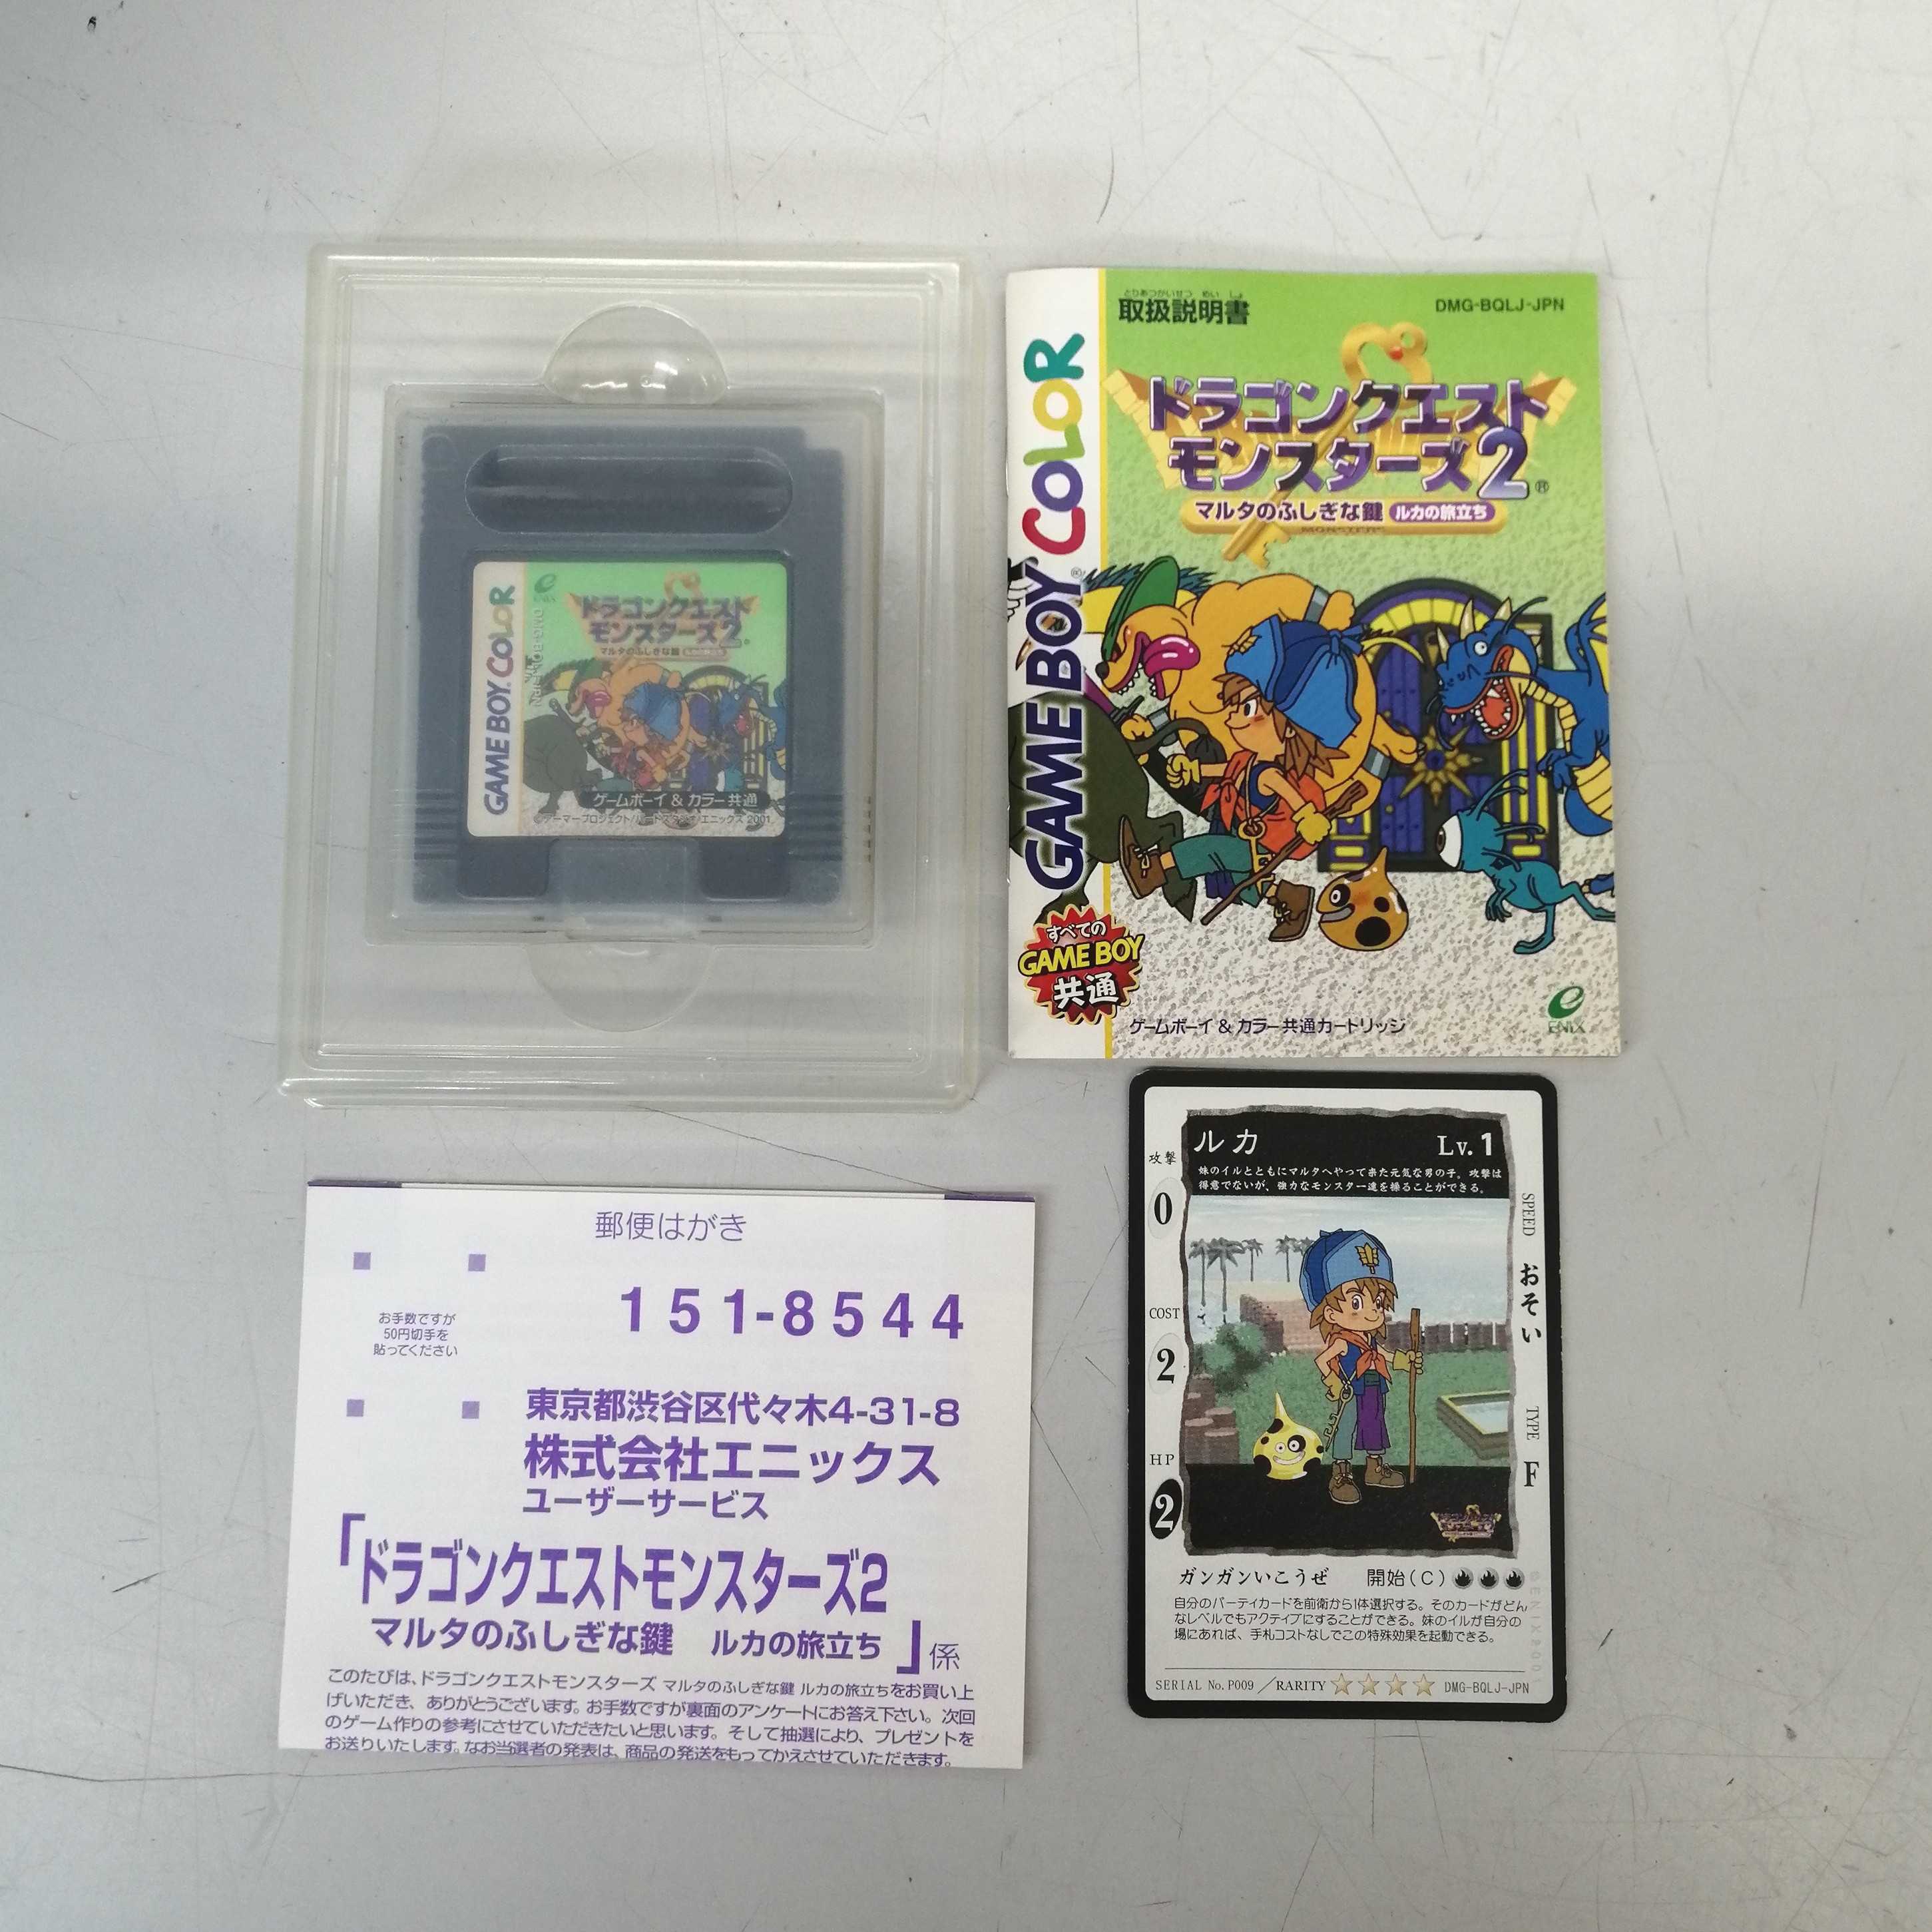 GAME BOY COLOR
ENIX
ドラゴンクエスト
モンスターズ2
マルタのふしぎな鍵 ルカの旅立ち
ゲームボーイ & カラー共通
エニックス 2001
とりあつかいせつめいしょ
取扱説明書
DMG-BQLJ-JPN
GAME BOY COLOR
ドラゴンクエスト
モンスターズ2®
マルタのふしぎな鍵 ルカの旅立ち
すべての
GAME BOY
共通
ゲームボーイ & カラー共通カートリッジ
ENIX
郵便はがき
151-8544
お手数ですが
50円切手を
貼ってください
東京都渋谷区代々木4-31-8
株式会社エニックス
ユーザーサービス
「ドラゴンクエストモンスターズ2
マルタのふしぎな鍵 ルカの旅立ち」係
このたびは、ドラゴンクエストモンスターズ マルタのふしぎな鍵 ルカの旅立ちをお買い上
げいただき、ありがとうございます。お手数ですが裏面のアンケートにお答え下さい。次回
のゲーム作りの参考にさせていただきたいと思います。そして抽選により、プレゼントを
お送りいたします。なお当選者の発表は、商品の発送をもってかえさせていただきます。
ルカ Lv.1
妹のイルとともにマルタへやって来た元気な男の子。攻撃は
得意でないが、強力なモンスター達を操ることができる。
攻撃
0
COST
2
HP
2
SPEED
おそい
TYPE
F
ガンガンいこうぜ 開始(C)
自分のパーティカードを前衛から1体選択する。そのカードがどん
なレベルでもアクティブにすることができる。妹のイルが自分の
場にあれば、手札コストなしでこの特殊効果を起動できる。
SERIAL No. P009 / RARITY ☆☆☆☆ DMG-BQLJ-JPN